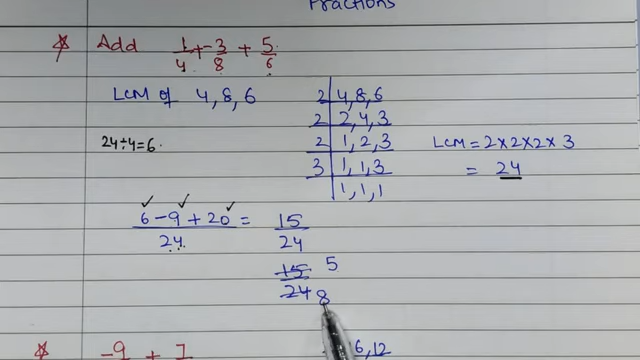 Fractions
☆ Add 1/4 + -3/8 + 5/6
LCM of 4, 8, 6
2 | 4, 8, 6
2 | 2, 4, 3
2 | 1, 2, 3
3 | 1, 1, 3
1, 1, 1
24÷4=6.
LCM = 2×2×2×3
= 24
6 - 9 + 20 / 24 = 15/24
15 5
24 8
☆ -9 + 7
6, 12